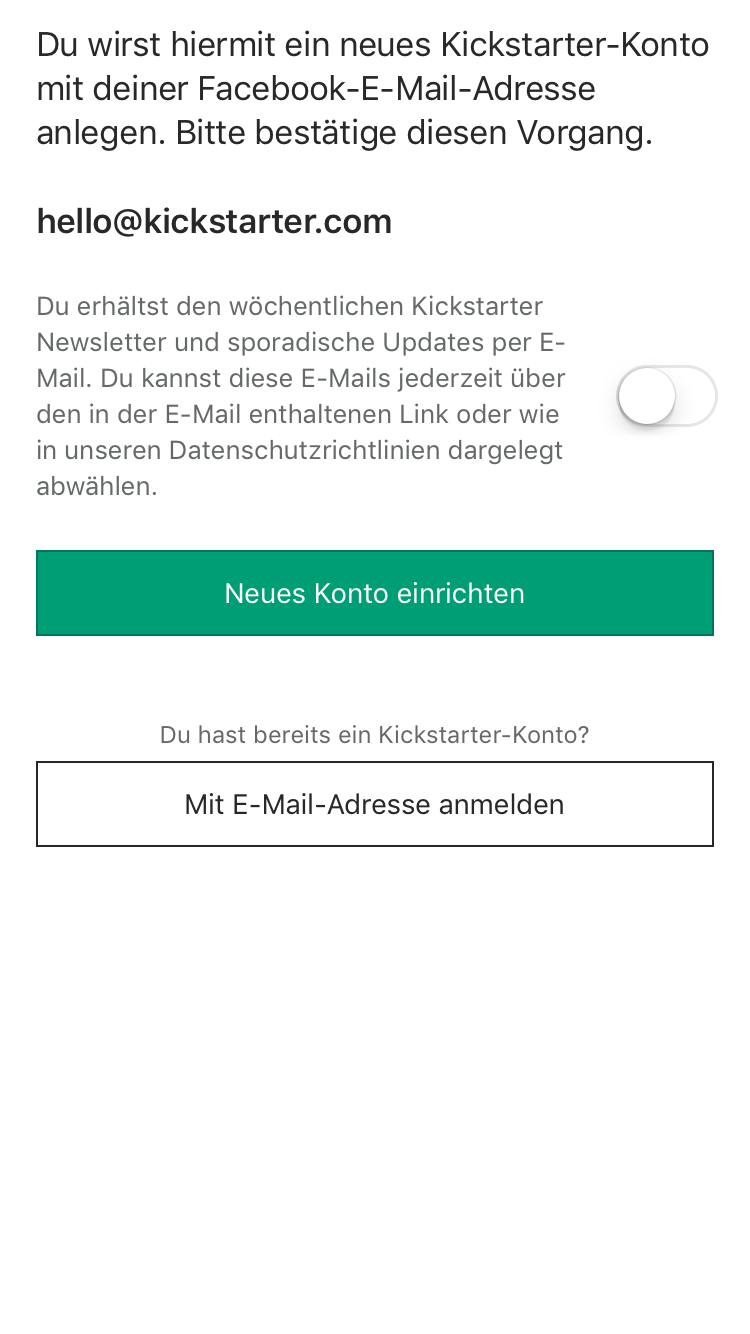 Du wirst hiermit ein neues Kickstarter-Konto
mit deiner Facebook-E-Mail-Adresse
anlegen. Bitte bestätige diesen Vorgang.
hello@kickstarter.com
Du erhältst den wöchentlichen Kickstarter
Newsletter und sporadische Updates per E-
Mail. Du kannst diese E-Mails jederzeit über
den in der E-Mail enthaltenen Link oder wie
in unseren Datenschutzrichtlinien dargelegt
abwählen.
Neues Konto einrichten
Du hast bereits ein Kickstarter-Konto?
Mit E-Mail-Adresse anmelden